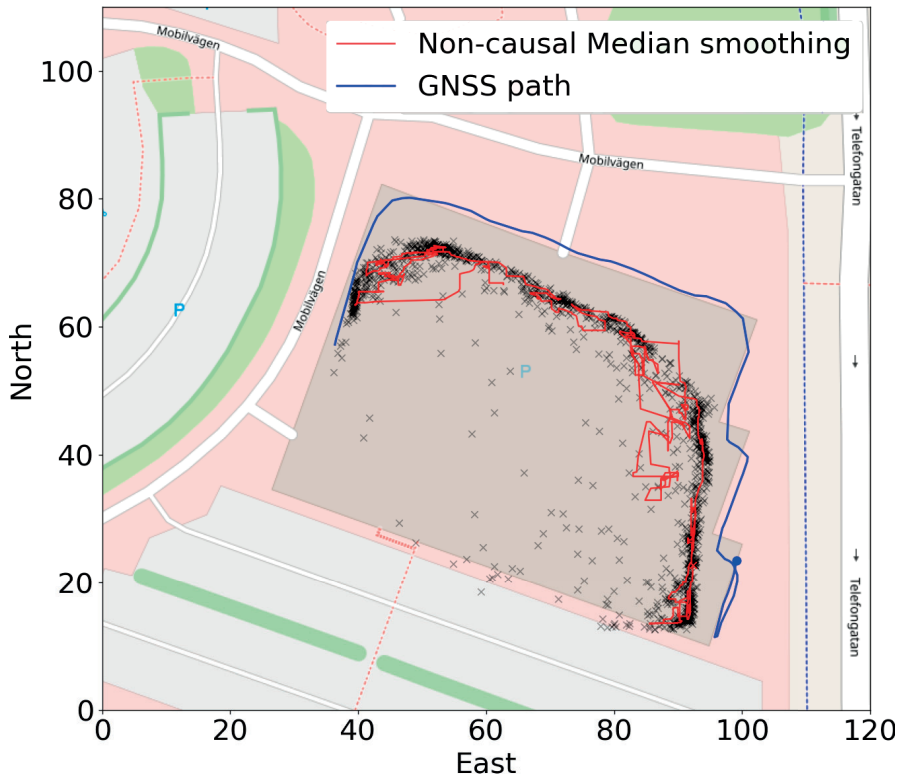 Mobilvägen
Non-causal Median smoothing
GNSS path
100
Telefongatan
Mobilvägen
80
P
Mobilvägen
60
North
P
40
20
Telefongatan
0
0 20 40 60 80 100 120
East